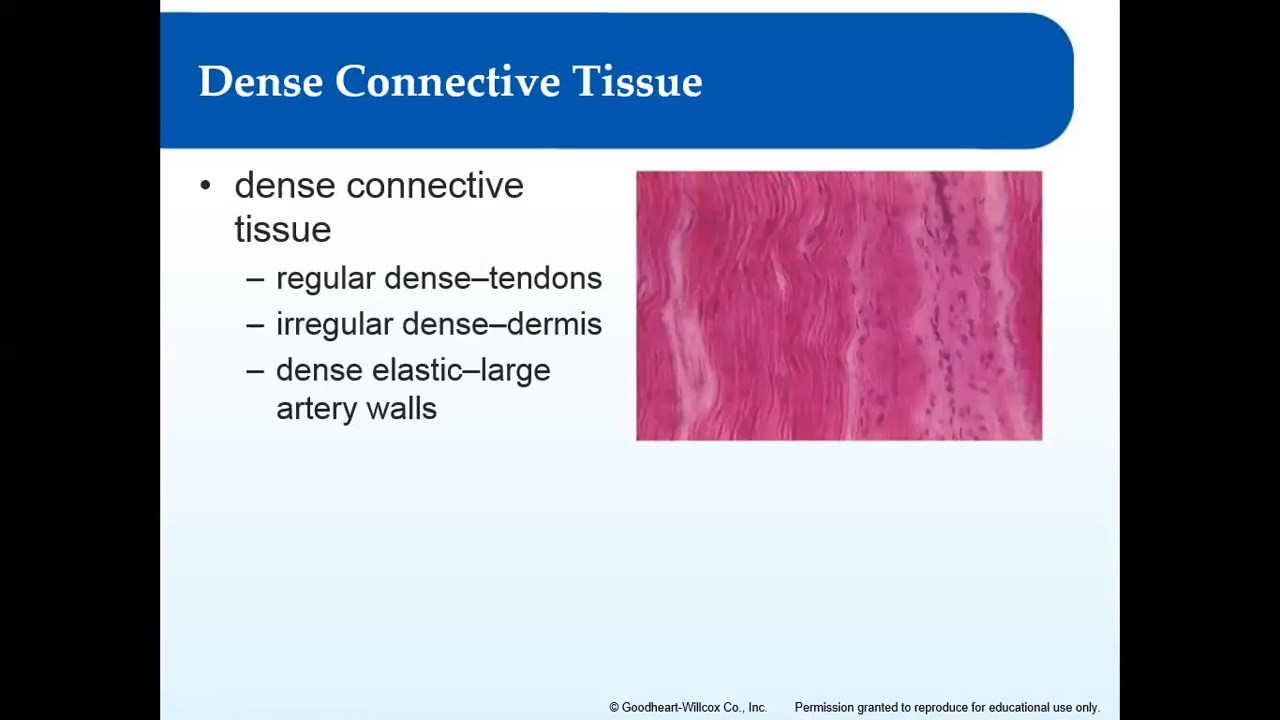 Dense Connective Tissue
• dense connective
tissue
– regular dense–tendons
– irregular dense–dermis
– dense elastic–large
artery walls
© Goodheart-Willcox Co., Inc. Permission granted to reproduce for educational use only.